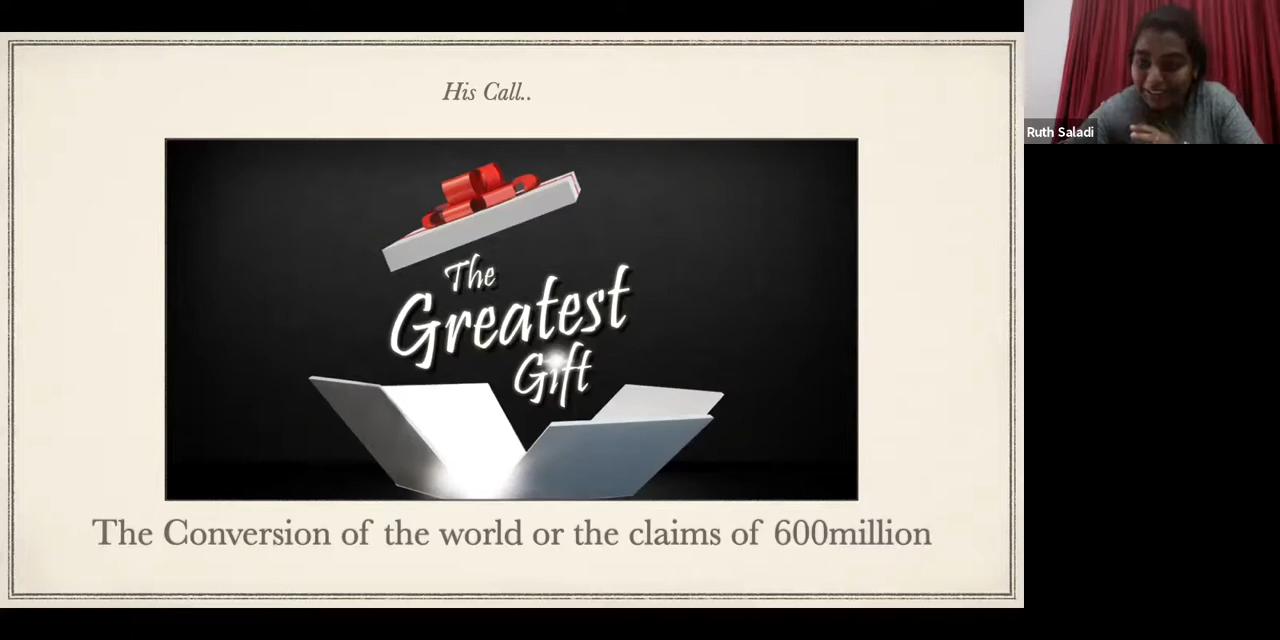 His Call..
The
Greatest
Gift
The Conversion of the world or the claims of 600million
Ruth Saladi